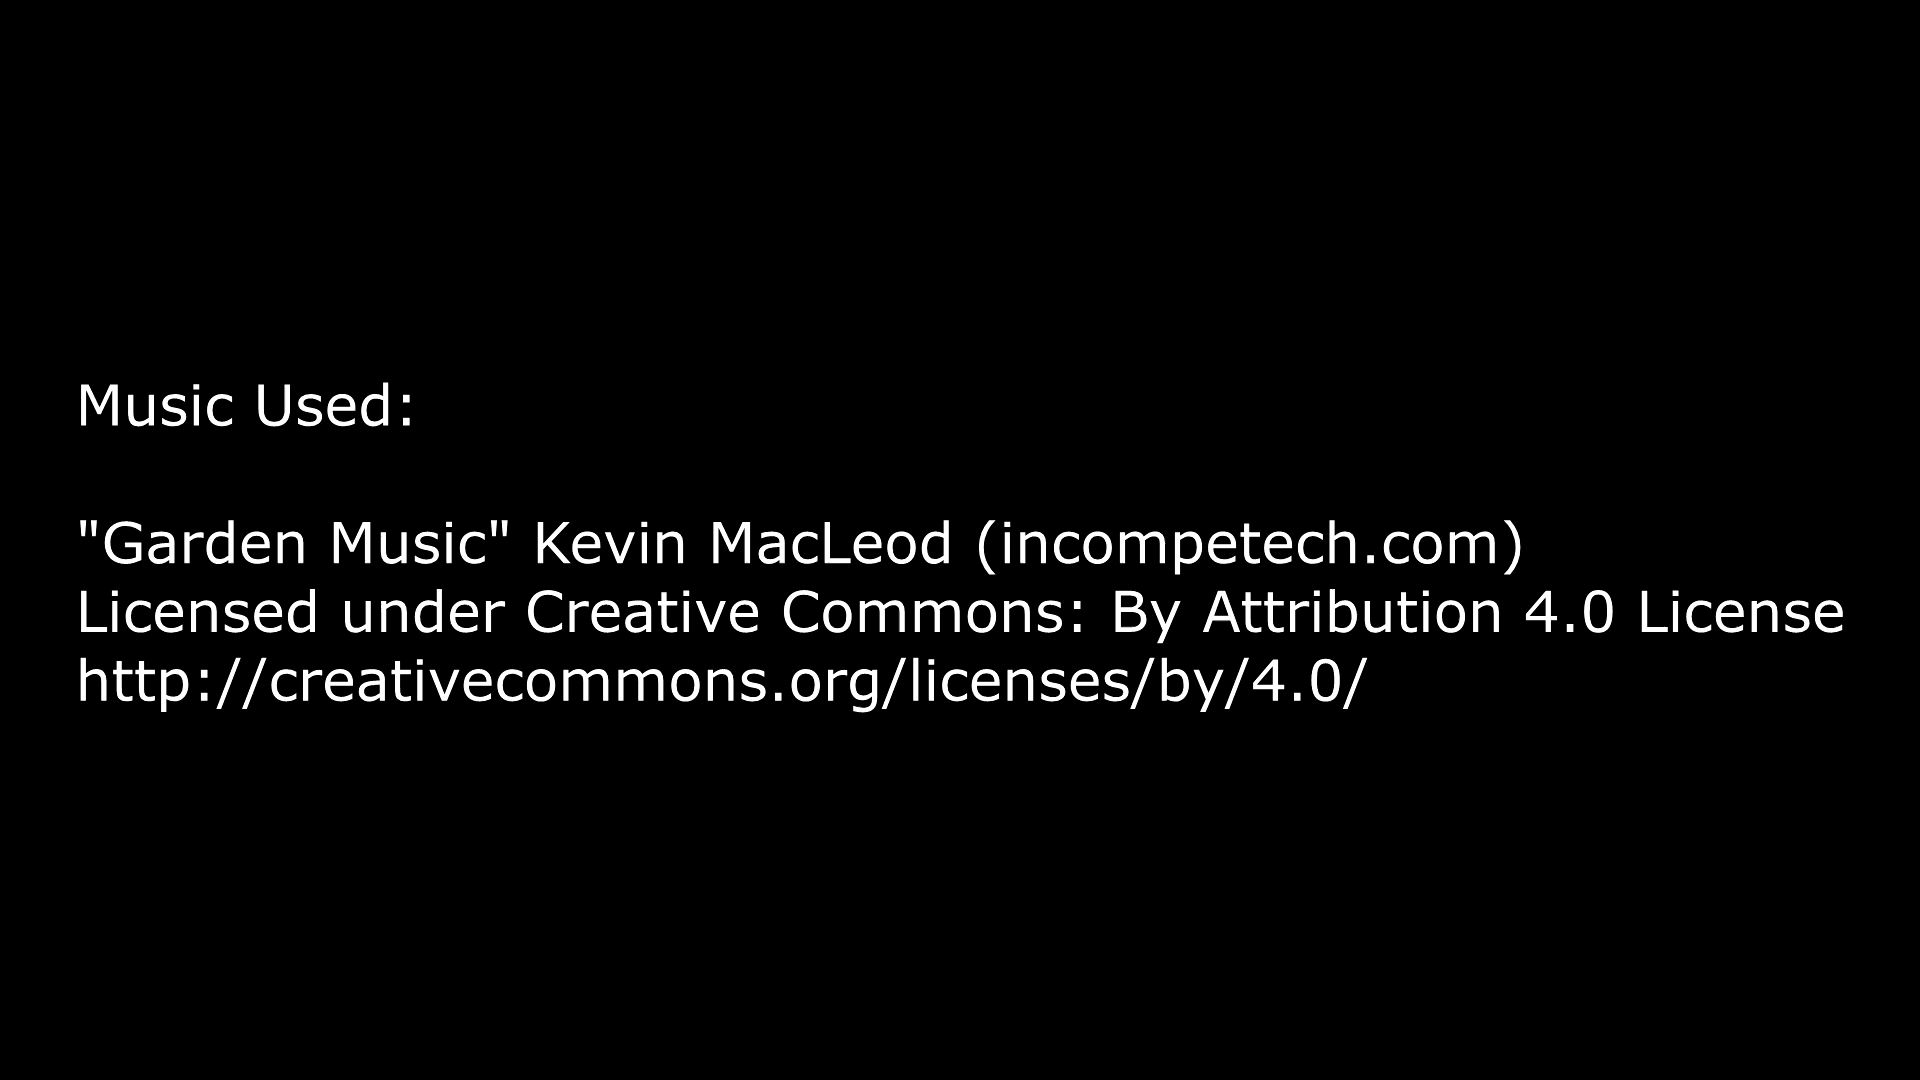 Music Used:
"Garden Music" Kevin MacLeod (incompetech.com)
Licensed under Creative Commons: By Attribution 4.0 License
http://creativecommons.org/licenses/by/4.0/